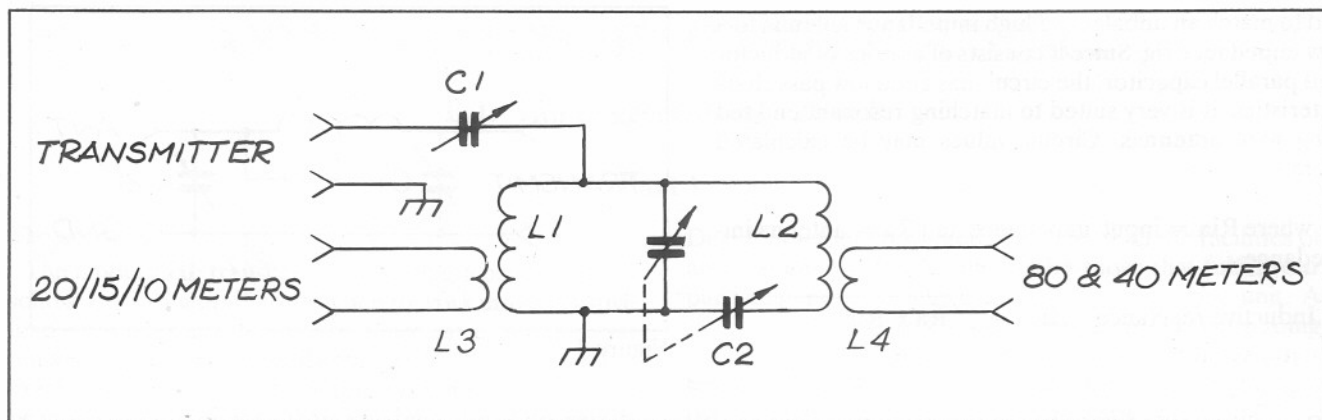 C1
TRANSMITTER
L1
L2
20/15/10 METERS
80 & 40 METERS
L3
C2
L4